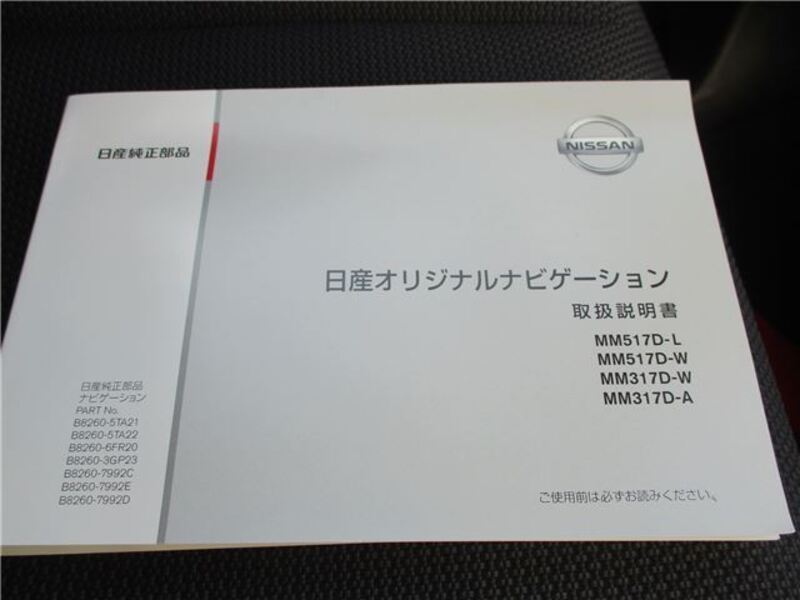 日産純正部品
NISSAN
日産オリジナルナビゲーション
取扱説明書
MM517D-L
MM517D-W
MM317D-W
MM317D-A
日産純正部品
ナビゲーション
PART No.
B8260-5TA21
B8260-5TA22
B8260-6FR20
B8260-3GP23
B8260-7992C
B8260-7992E
B8260-7992D
ご使用前は必ずお読みください。